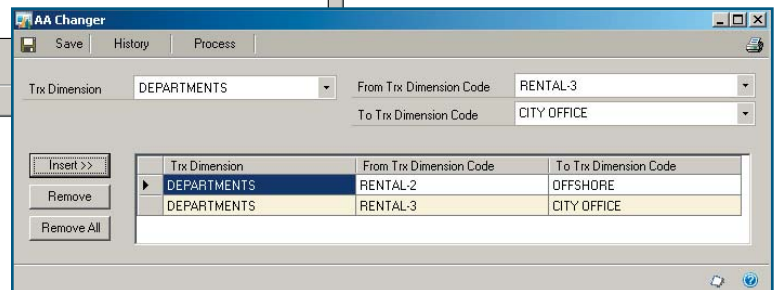 AA Changer
Save History Process
Trx Dimension DEPARTMENTS From Trx Dimension Code RENTAL-3
To Trx Dimension Code CITY OFFICE
Insert >> Trx Dimension From Trx Dimension Code To Trx Dimension Code
DEPARTMENTS RENTAL-2 OFFSHORE
Remove DEPARTMENTS RENTAL-3 CITY OFFICE
Remove All